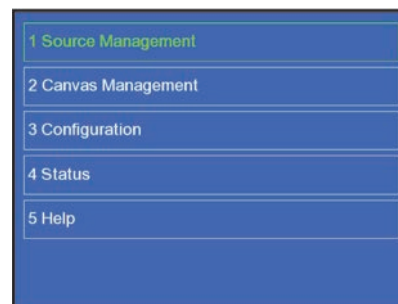 1 Source Management
2 Canvas Management
3 Configuration
4 Status
5 Help